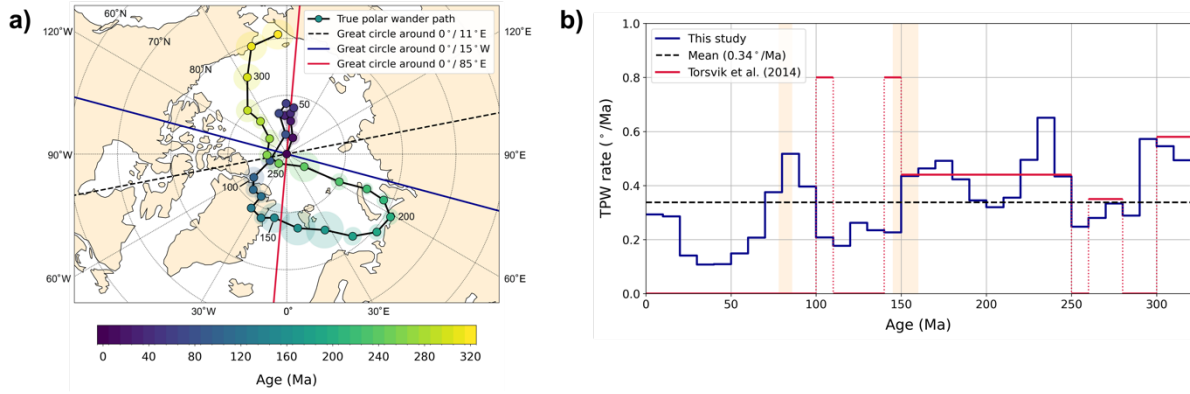 a)
120°W
60°N
70°N
80°N
120°E
True polar wander path
Great circle around 0°/ 11°E
Great circle around 0°/ 15°W
Great circle around 0°/ 85°E
300
50
90°W
90°E
250
100
200
150
60°W
60°E
30°W
0°
30°E
0 40 80 120 160 200 240 280 320
Age (Ma)
b)
TPW rate (°/Ma)
1.0
0.8
0.6
0.4
0.2
0.0
This study
Mean (0.34°/Ma)
Torsvik et al. (2014)
0 50 100 150 200 250 300
Age (Ma)